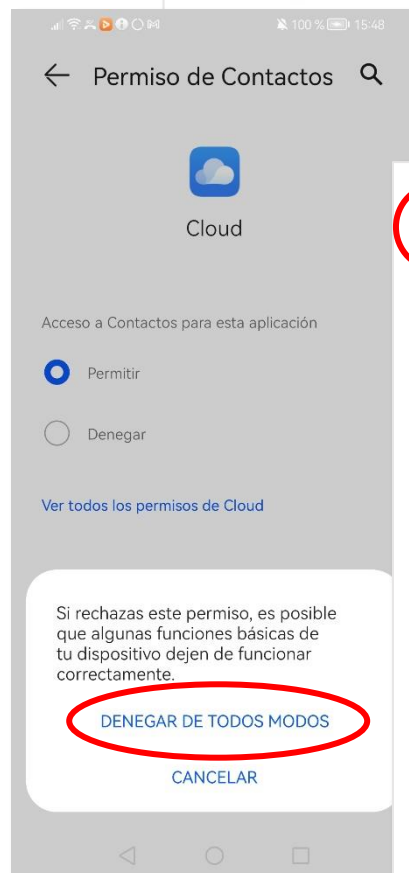 100 % 15:48
Permiso de Contactos
Cloud
Acceso a Contactos para esta aplicación
Permitir
Denegar
Ver todos los permisos de Cloud
Si rechazas este permiso, es posible
que algunas funciones básicas de
tu dispositivo dejen de funcionar
correctamente.
DENEGAR DE TODOS MODOS
CANCELAR